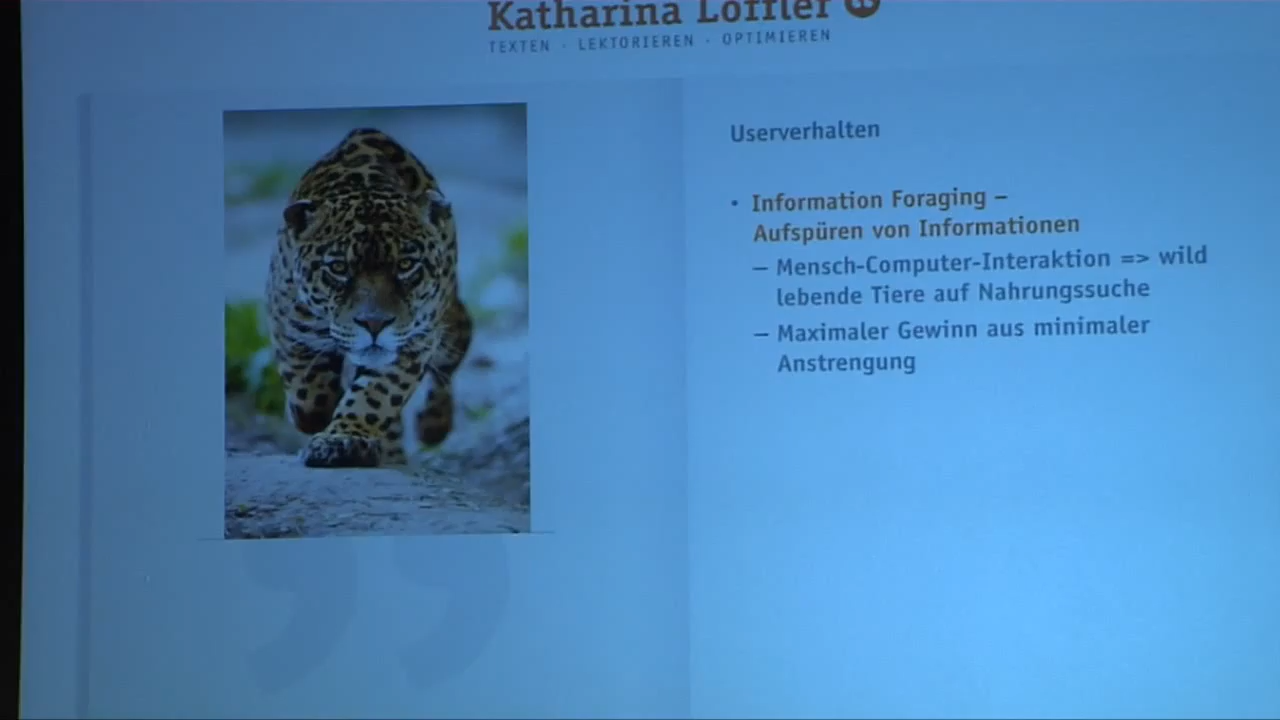 Katharina Löffler
TEXTEN · LEKTORIEREN · OPTIMIEREN
Userverhalten
• Information Foraging –
Aufspüren von Informationen
– Mensch-Computer-Interaktion => wild
lebende Tiere auf Nahrungssuche
– Maximaler Gewinn aus minimaler
Anstrengung